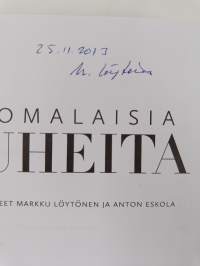 25.11.2013
M. Löytönen
OMALAISIA
UHEITA
EET MARKKU LÖYTÖNEN JA ANTON ESKOLA